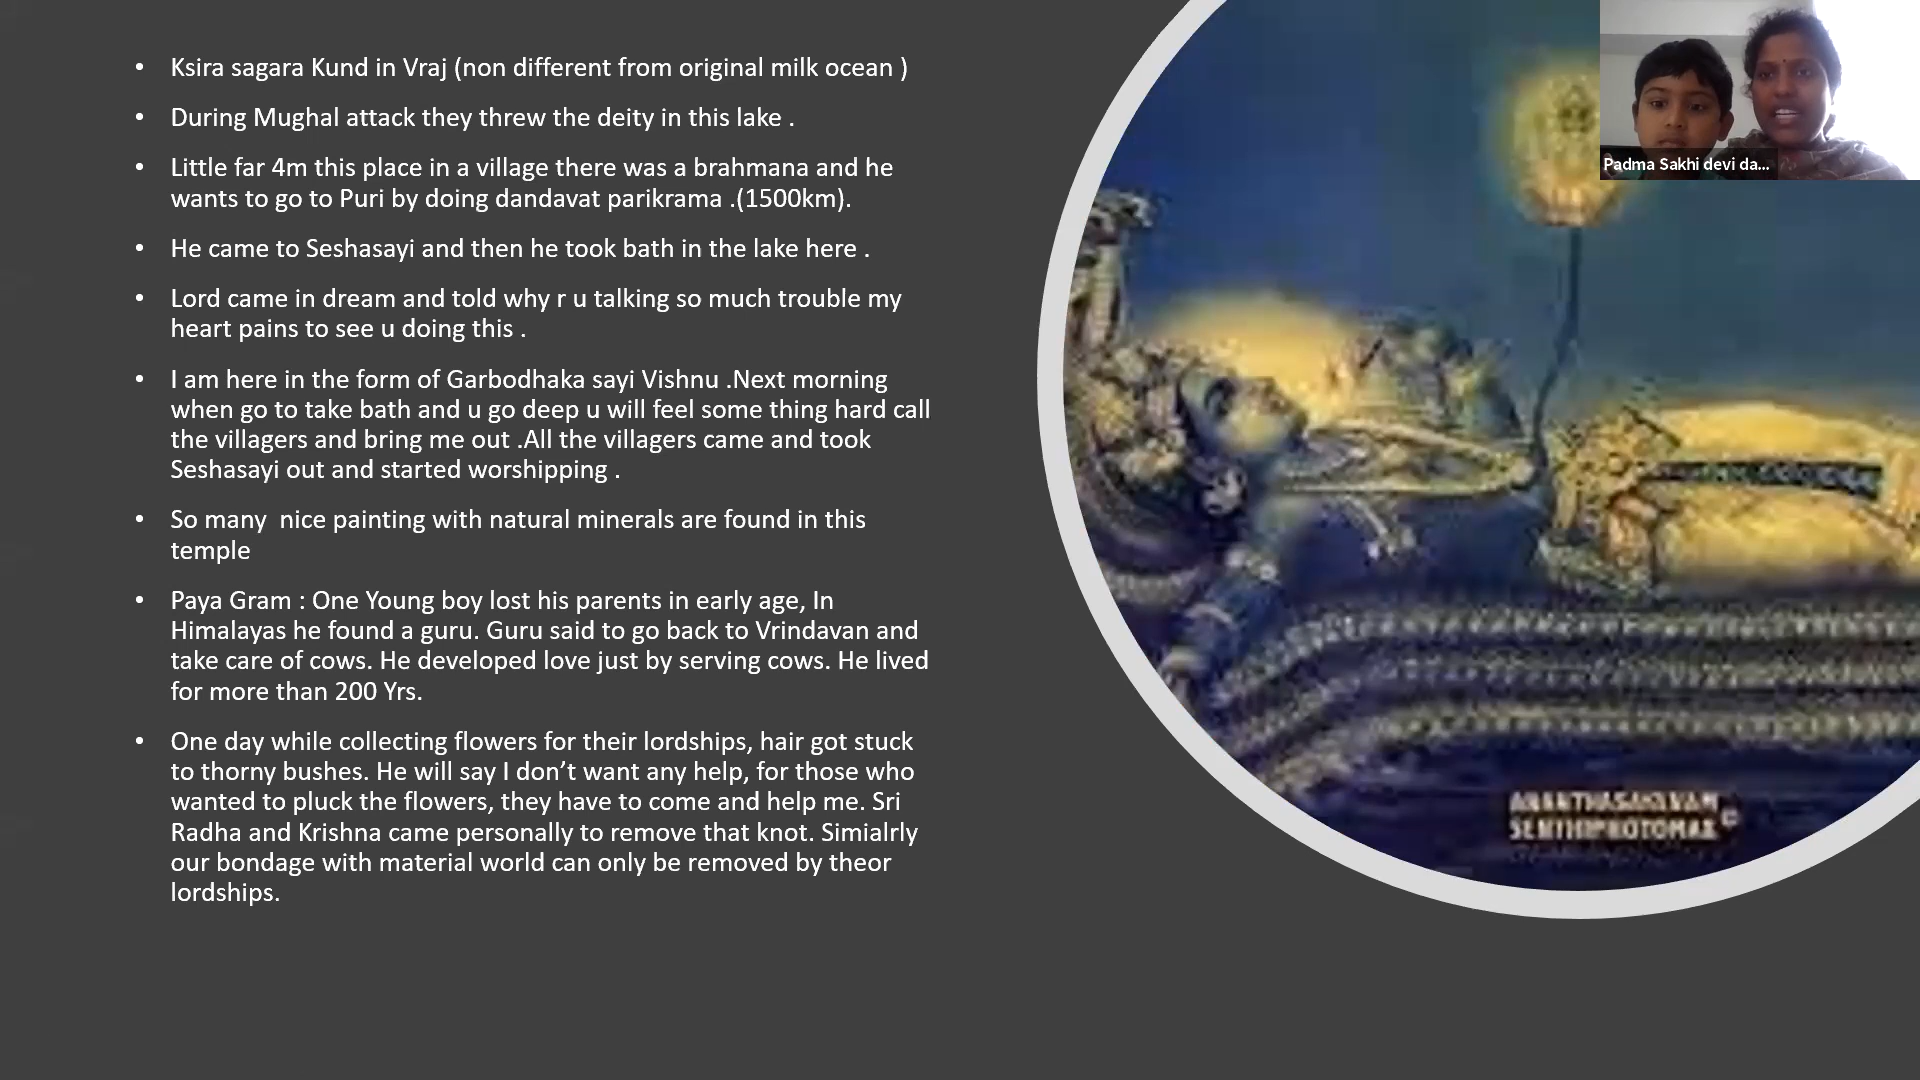 • Ksira sagara Kund in Vraj (non different from original milk ocean )
• During Mughal attack they threw the deity in this lake .
• Little far 4m this place in a village there was a brahmana and he
wants to go to Puri by doing dandavat parikrama .(1500km).
• He came to Seshasayi and then he took bath in the lake here .
• Lord came in dream and told why r u talking so much trouble my
heart pains to see u doing this .
• I am here in the form of Garbodhaka sayi Vishnu .Next morning
when go to take bath and u go deep u will feel some thing hard call
the villagers and bring me out .All the villagers came and took
Seshasayi out and started worshipping .
• So many  nice painting with natural minerals are found in this
temple
• Paya Gram : One Young boy lost his parents in early age, In
Himalayas he found a guru. Guru said to go back to Vrindavan and
take care of cows. He developed love just by serving cows. He lived
for more than 200 Yrs.
• One day while collecting flowers for their lordships, hair got stuck
to thorny bushes. He will say I don’t want any help, for those who
wanted to pluck the flowers, they have to come and help me. Sri
Radha and Krishna came personally to remove that knot. Simialrly
our bondage with material world can only be removed by theor
lordships.
Padma Sakhi devi da...